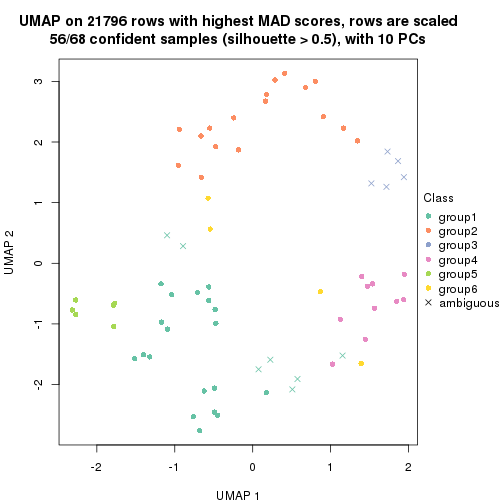 UMAP on 21796 rows with highest MAD scores, rows are scaled
56/68 confident samples (silhouette > 0.5), with 10 PCs
3
2
1
0
-1
-2
UMAP 2
-2
-1
0
1
2
UMAP 1
Class
group1
group2
group3
group4
group5
group6
ambiguous